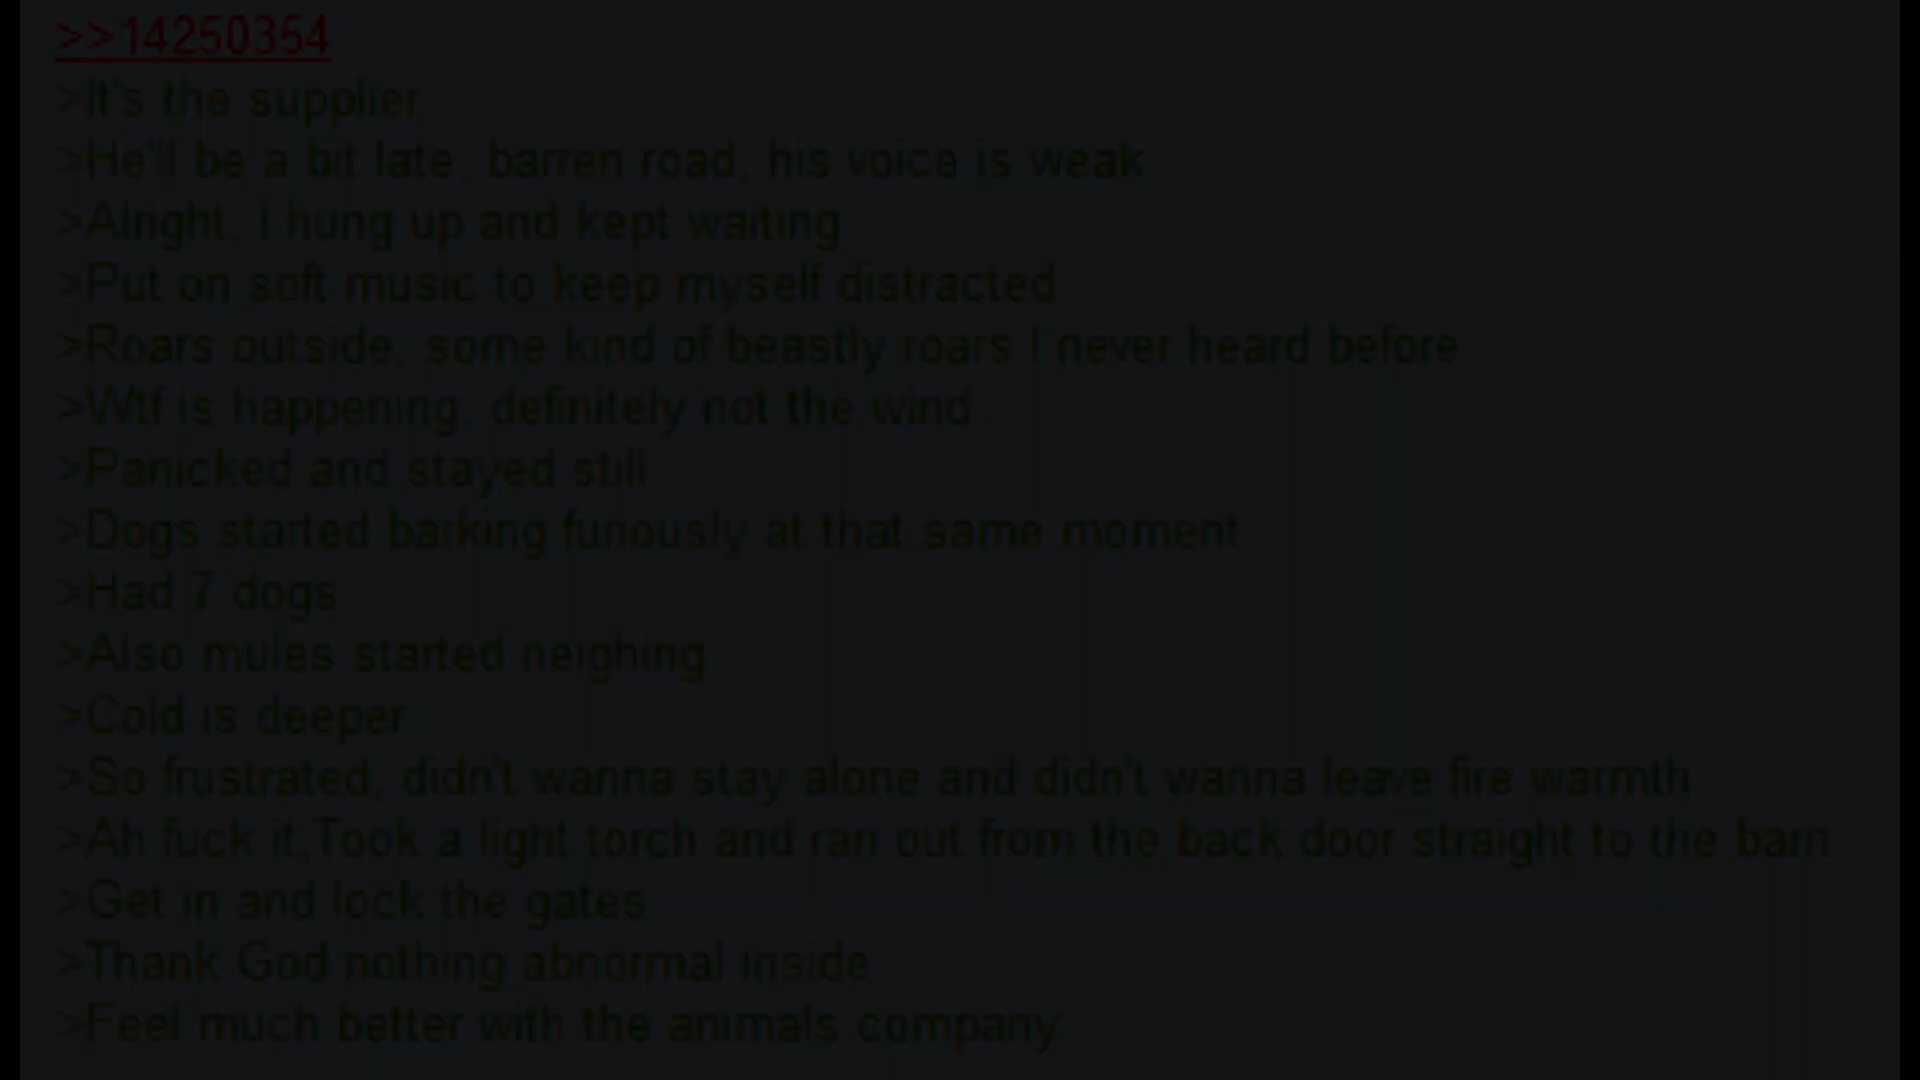 >>14250354
>It's the supplier
>He'll be a bit late, barren road, his voice is weak
>Alright, I hung up and kept waiting
>Put on soft music to keep myself distracted
>Roars outside, some kind of beastly roars I never heard before
>Wtf is happening, definitely not the wind
>Panicked and stayed still
>Dogs started barking furiously at that same moment
>Had 7 dogs
>Also mules started neighing
>Cold is deeper
>So frustrated, didn't wanna stay alone and didn't wanna leave fire warmth
>Ah fuck it,Took a light torch and ran out from the back door straight to the barn
>Get in and lock the gates
>Thank God nothing abnormal inside
>Feel much better with the animals company